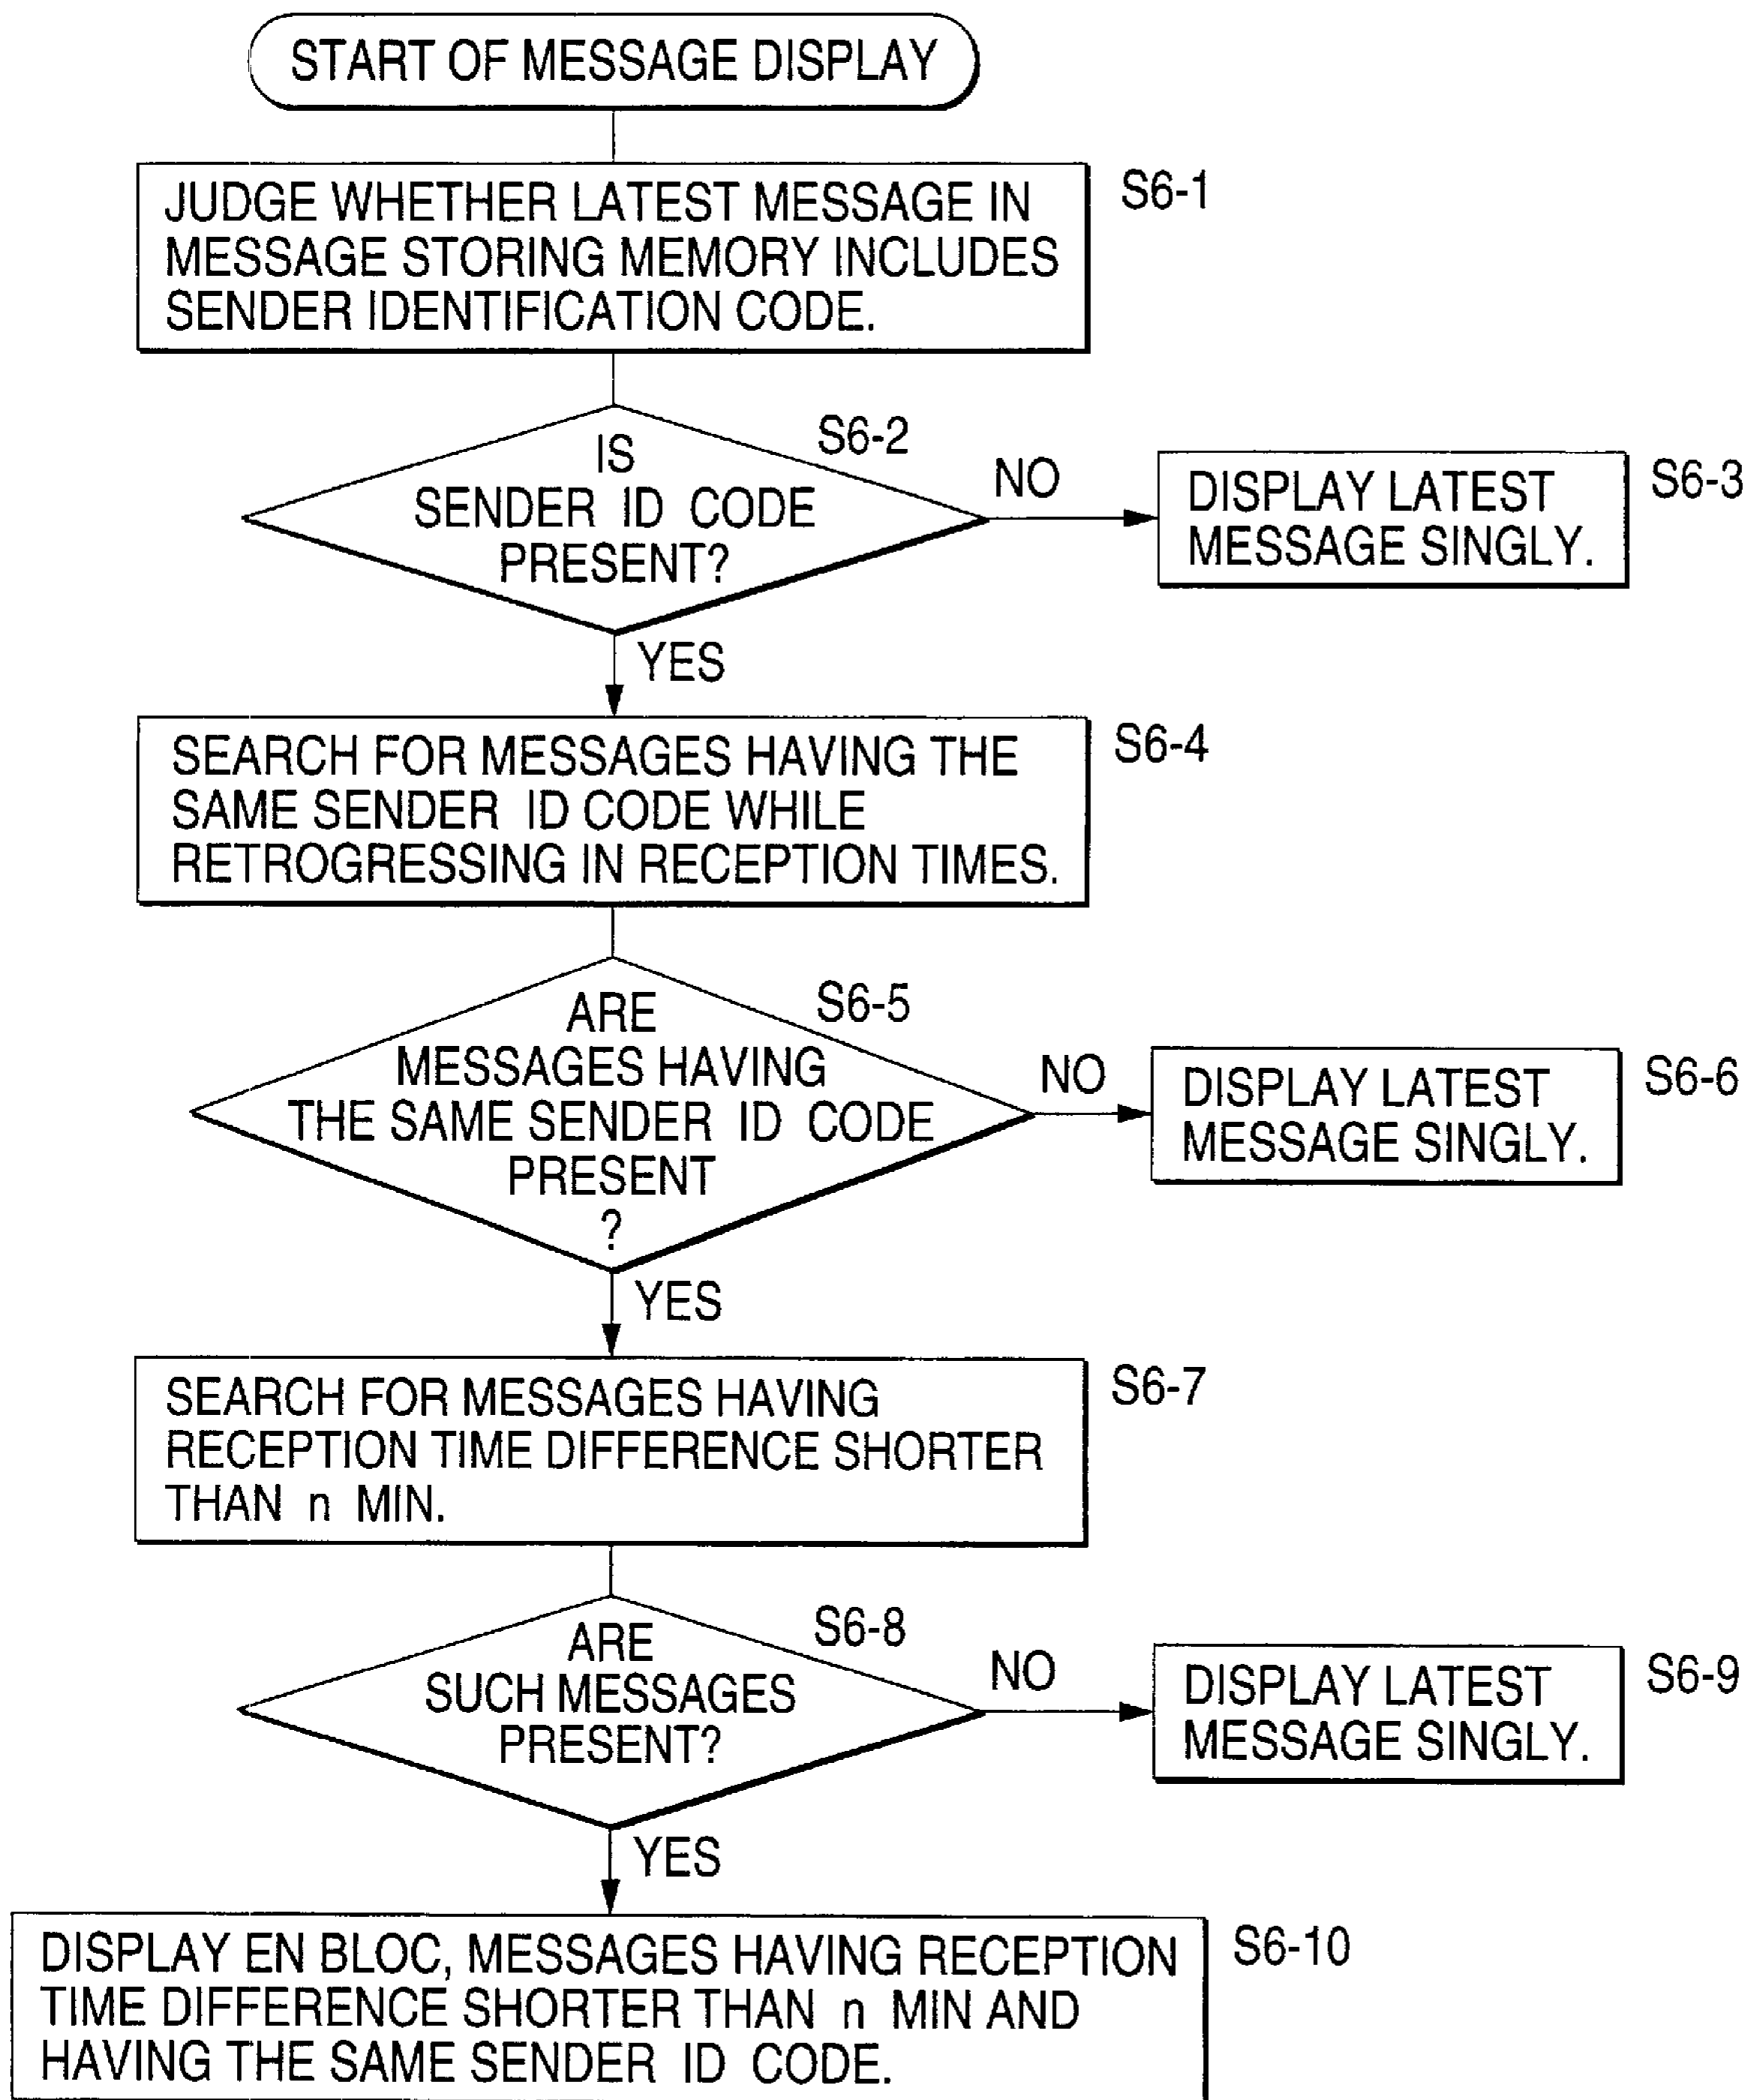 START OF MESSAGE DISPLAY
JUDGE WHETHER LATEST MESSAGE IN
MESSAGE STORING MEMORY INCLUDES
SENDER IDENTIFICATION CODE.
S6-1
IS
SENDER ID CODE
PRESENT?
S6-2
NO
DISPLAY LATEST
MESSAGE SINGLY.
S6-3
YES
SEARCH FOR MESSAGES HAVING THE
SAME SENDER ID CODE WHILE
RETROGRESSING IN RECEPTION TIMES.
S6-4
ARE
MESSAGES HAVING
THE SAME SENDER ID CODE
PRESENT
?
S6-5
NO
DISPLAY LATEST
MESSAGE SINGLY.
S6-6
YES
SEARCH FOR MESSAGES HAVING
RECEPTION TIME DIFFERENCE SHORTER
THAN n MIN.
S6-7
ARE
SUCH MESSAGES
PRESENT?
S6-8
NO
DISPLAY LATEST
MESSAGE SINGLY.
S6-9
YES
DISPLAY EN BLOC, MESSAGES HAVING RECEPTION
TIME DIFFERENCE SHORTER THAN n MIN AND
HAVING THE SAME SENDER ID CODE.
S6-10